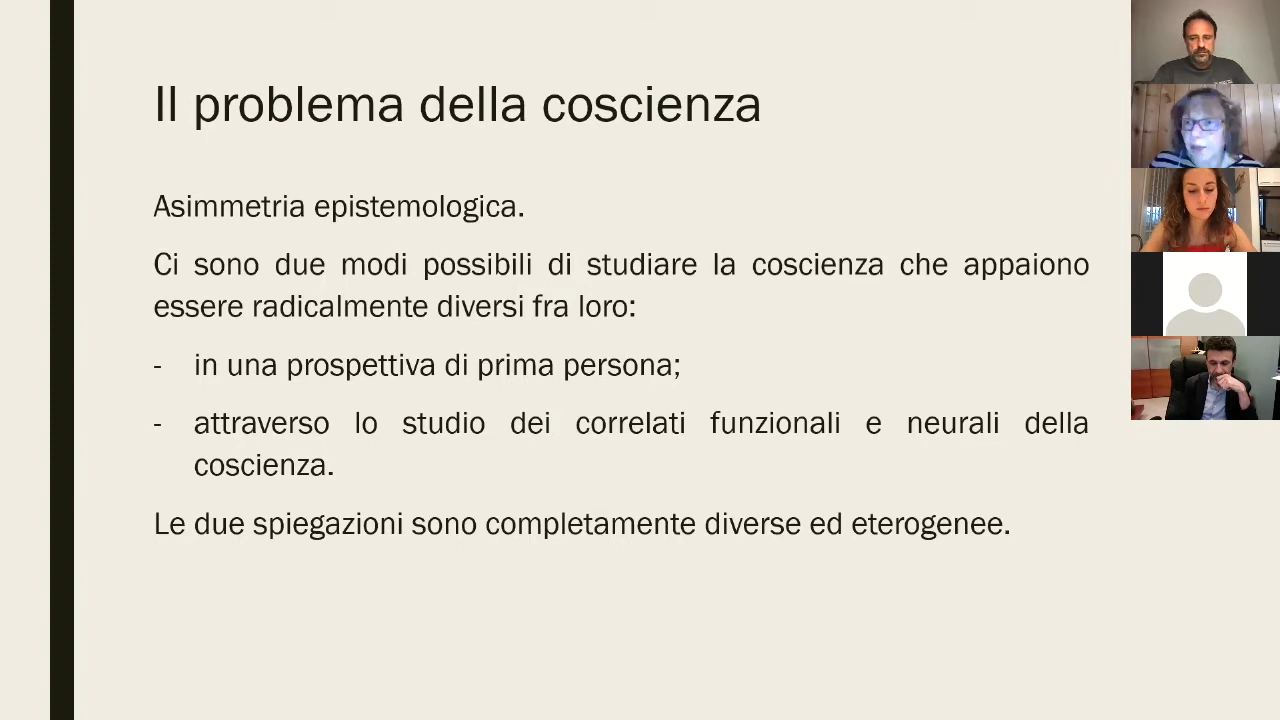 Il problema della coscienza
Asimmetria epistemologica.
Ci sono due modi possibili di studiare la coscienza che appaiono
essere radicalmente diversi fra loro:
- in una prospettiva di prima persona;
- attraverso lo studio dei correlati funzionali e neurali della
coscienza.
Le due spiegazioni sono completamente diverse ed eterogenee.